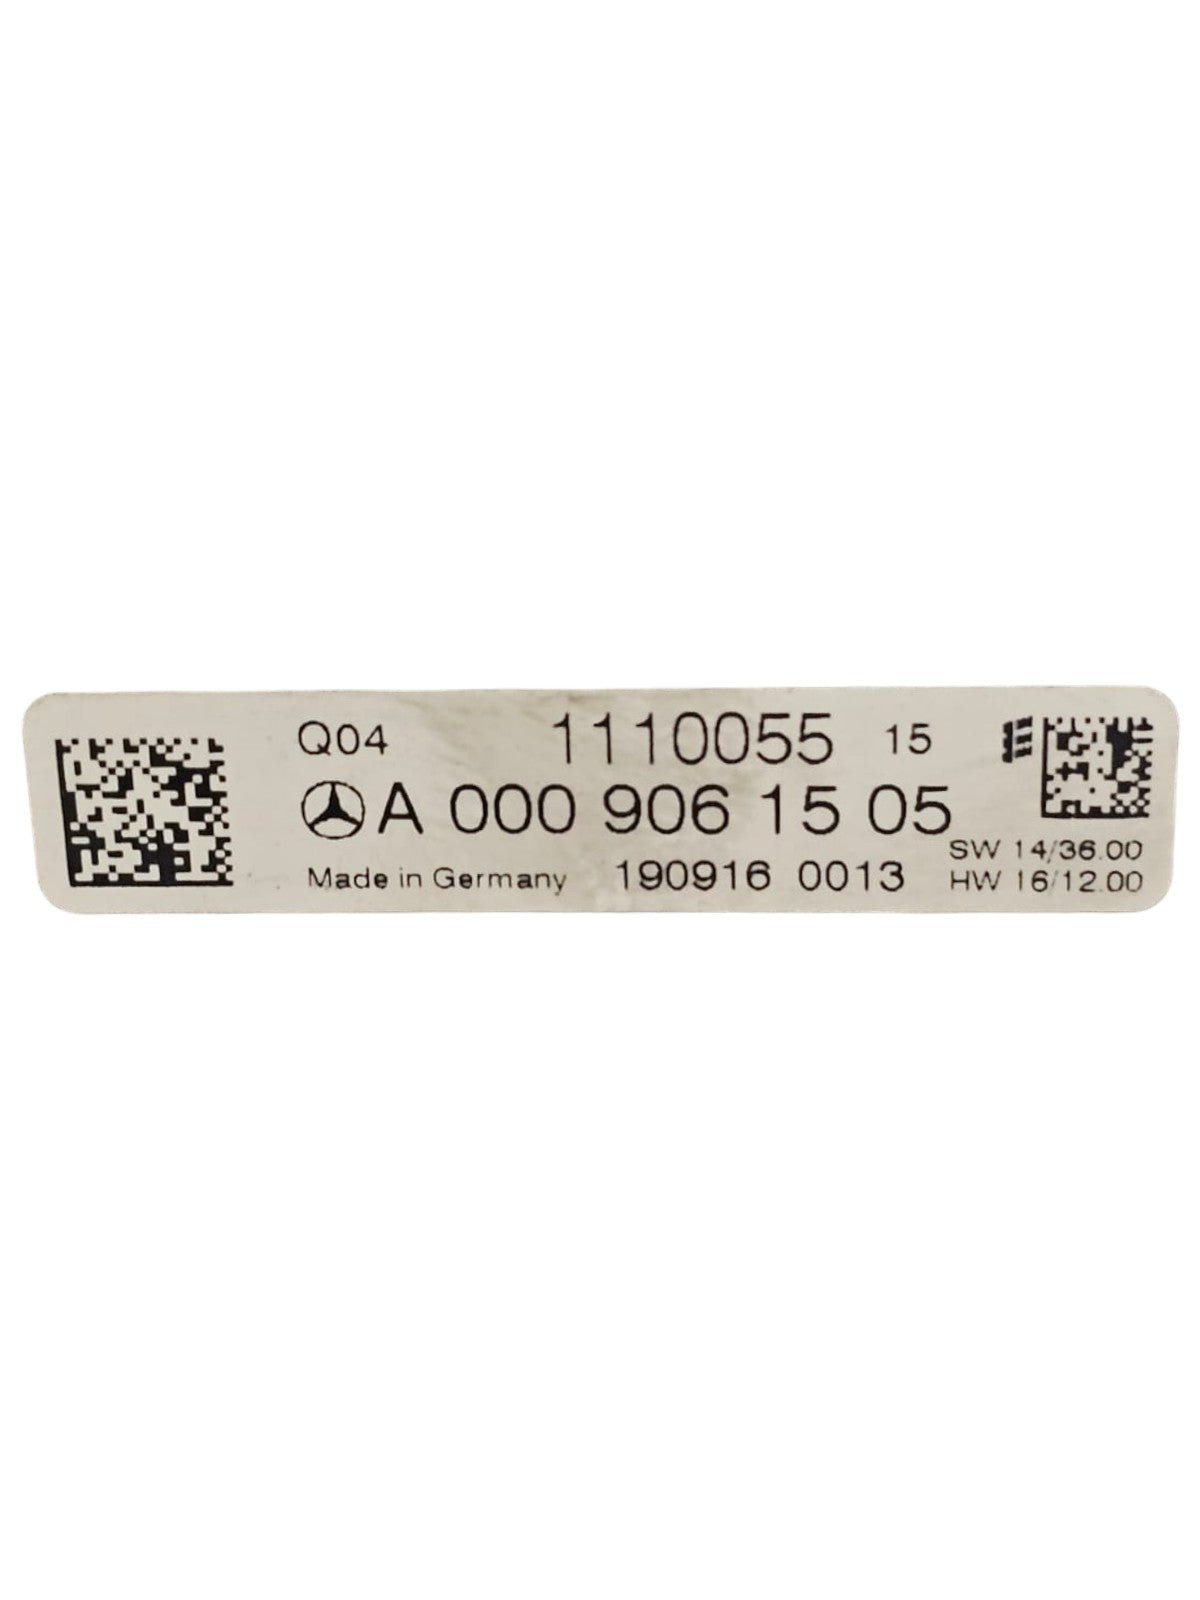 Q04 1110055 15
A 000 906 15 05
SW 14/36.00
Made in Germany 190916 0013 HW 16/12.00